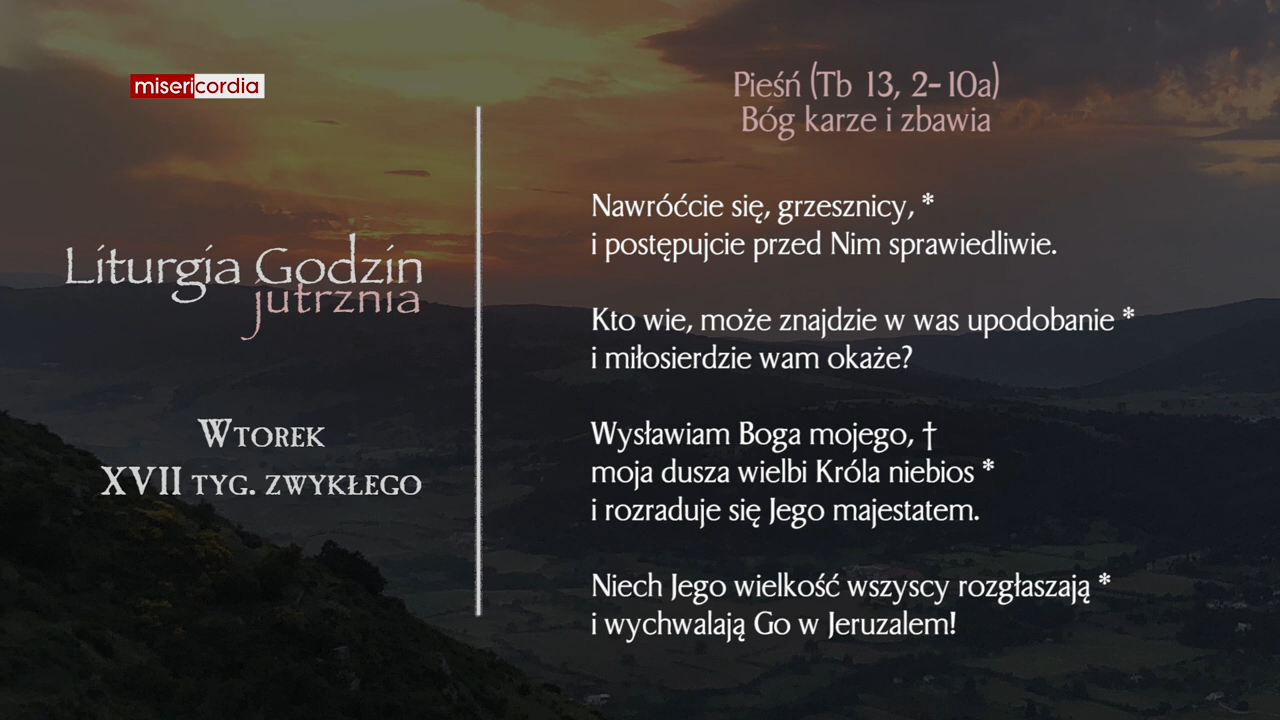 misericordia
Liturgia Godzin
jutrznia
Wtorek
XVII tyg. zwykłego
Pieśń (Tb 13, 2-10a)
Bóg karze i zbawia
Nawróćcie się, grzesznicy, *
i postępujcie przed Nim sprawiedliwie.
Kto wie, może znajdzie w was upodobanie *
i miłosierdzie wam okaże?
Wysławiam Boga mojego, †
moja dusza wielbi Króla niebios *
i rozraduje się Jego majestatem.
Niech Jego wielkość wszyscy rozgłaszają *
i wychwalają Go w Jeruzalem!